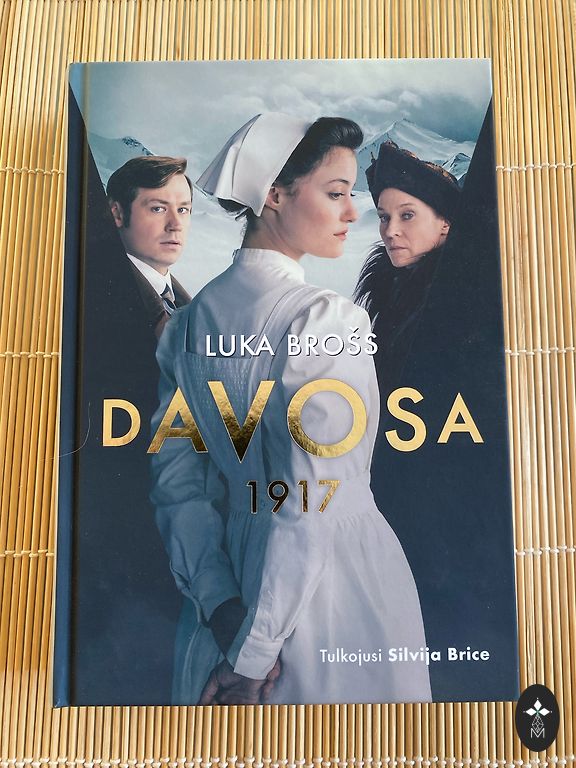 LUKA BROŠS
DAVOSA
1917
Tulkojusi Silvija Brice